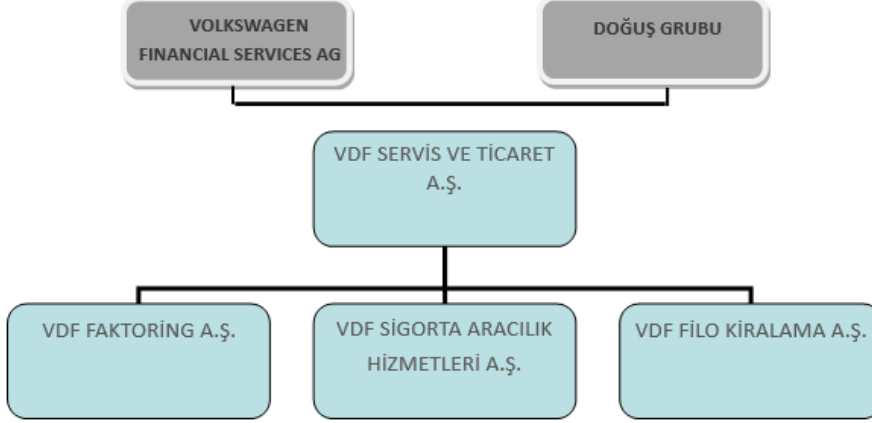 VOLKSWAGEN
FINANCIAL SERVICES AG
DOĞUŞ GRUBU
VDF SERVİS VE TİCARET
A.Ş.
VDF FAKTORİNG A.Ş.
VDF SİGORTA ARACILIK
HİZMETLERİ A.Ş.
VDF FİLO KİRALAMA A.Ş.